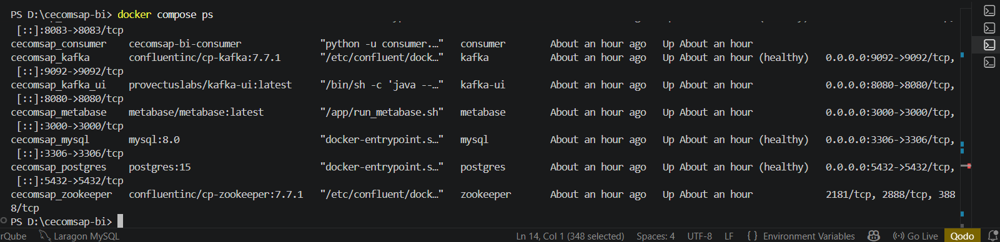 PS D:\cecomsap-bi> docker compose ps
[::]:8083->8083/tcp
cecomsap_consumer cecomsap-bi-consumer "python -u consumer.…" consumer About an hour ago Up About an hour
cecomsap_kafka confluentinc/cp-kafka:7.7.1 "/etc/confluent/dock…" kafka About an hour ago Up About an hour (healthy) 0.0.0.0:9092->9092/tcp,
[::]:9092->9092/tcp
cecomsap_kafka_ui provectuslabs/kafka-ui:latest "/bin/sh -c 'java --…" kafka-ui About an hour ago Up About an hour 0.0.0.0:8080->8080/tcp,
[::]:8080->8080/tcp
cecomsap_metabase metabase/metabase:latest "/app/run_metabase.sh" metabase About an hour ago Up About an hour 0.0.0.0:3000->3000/tcp,
[::]:3000->3000/tcp
cecomsap_mysql mysql:8.0 "docker-entrypoint.s…" mysql About an hour ago Up About an hour (healthy) 0.0.0.0:3306->3306/tcp,
[::]:3306->3306/tcp
cecomsap_postgres postgres:15 "docker-entrypoint.s…" postgres About an hour ago Up About an hour (healthy) 0.0.0.0:5432->5432/tcp,
[::]:5432->5432/tcp
cecomsap_zookeeper confluentinc/cp-zookeeper:7.7.1 "/etc/confluent/dock…" zookeeper About an hour ago Up About an hour 2181/tcp, 2888/tcp, 388
8/tcp
PS D:\cecomsap-bi>
rQube Laragon MySQL Ln 14, Col 1 (348 selected) Spaces: 4 UTF-8 LF { } Environment Variables Go Live Qodo